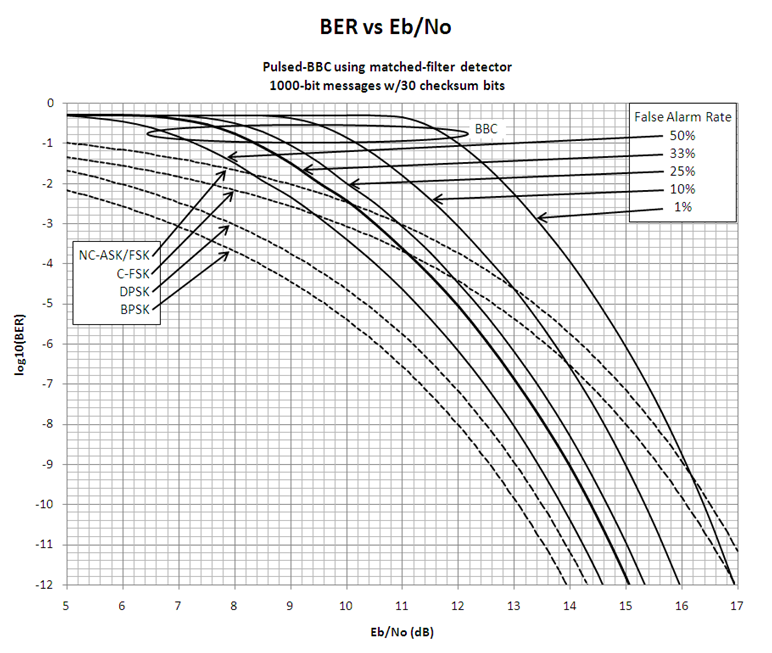 BER vs Eb/No
Pulsed-BBC using matched-filter detector
1000-bit messages w/30 checksum bits
log10(BER)
0
-1
-2
-3
-4
-5
-6
-7
-8
-9
-10
-11
-12
BBC
False Alarm Rate
50%
33%
25%
10%
1%
NC-ASK/FSK
C-FSK
DPSK
BPSK
5
6
7
8
9
10
11
12
13
14
15
16
17
Eb/No (dB)